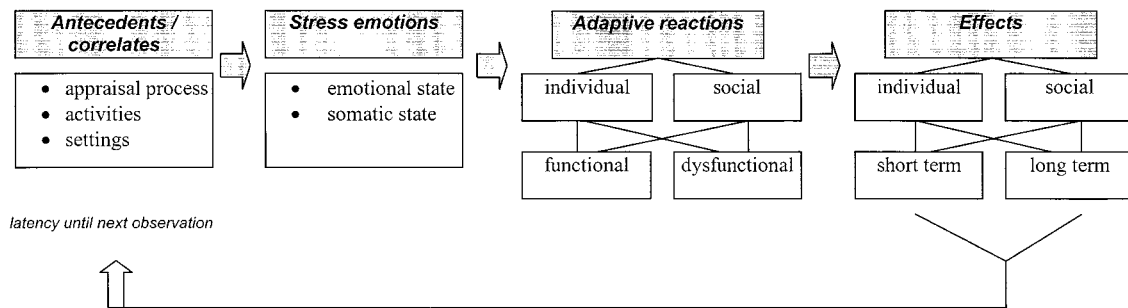 Antecedents /
correlates
Stress emotions
Adaptive reactions
Effects
• appraisal process
• activities
• settings
• emotional state
• somatic state
individual
social
functional
dysfunctional
individual
social
short term
long term
latency until next observation